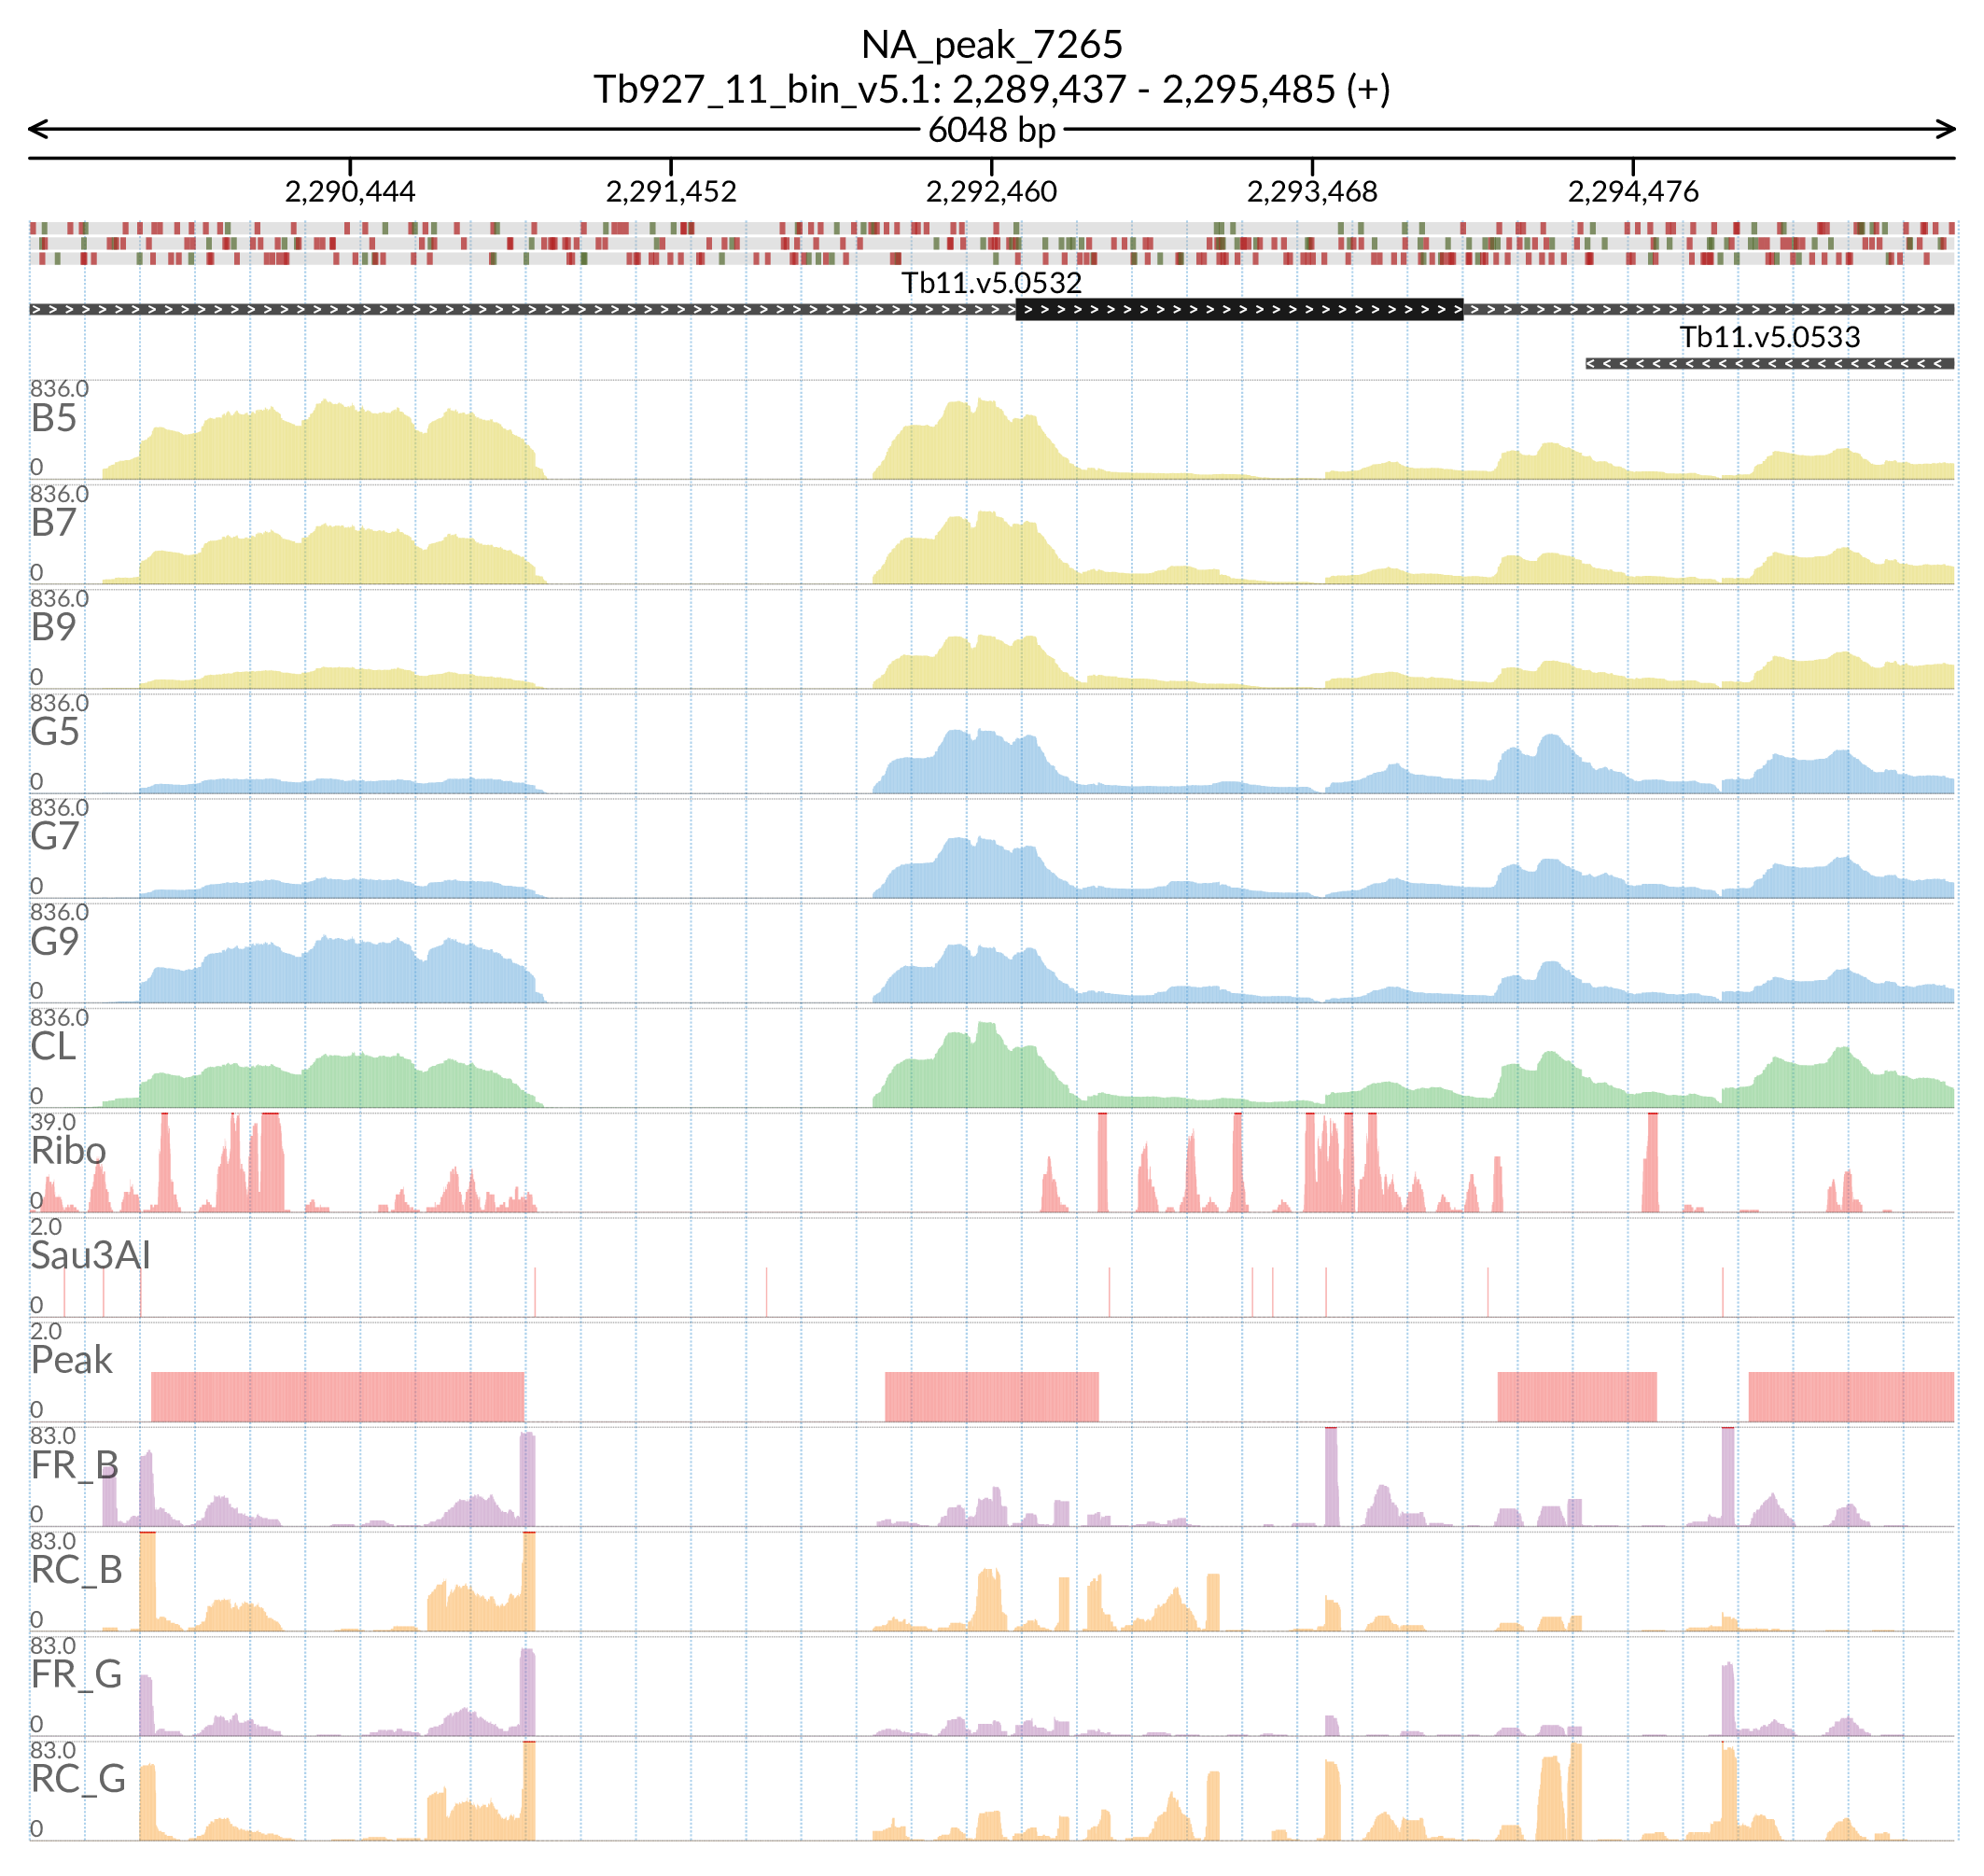 NA_peak_7265
Tb927_11_bin_v5.1: 2,289,437 - 2,295,485 (+)
6048 bp
2,290,444 2,291,452 2,292,460 2,293,468 2,294,476
Tb11.v5.0532
Tb11.v5.0533
836.0
B5
0
836.0
B7
0
836.0
B9
0
836.0
G5
0
836.0
G7
0
836.0
G9
0
836.0
CL
0
39.0
Ribo
0
2.0
Sau3AI
0
2.0
Peak
0
83.0
FR_B
0
83.0
RC_B
0
83.0
FR_G
0
83.0
RC_G
0